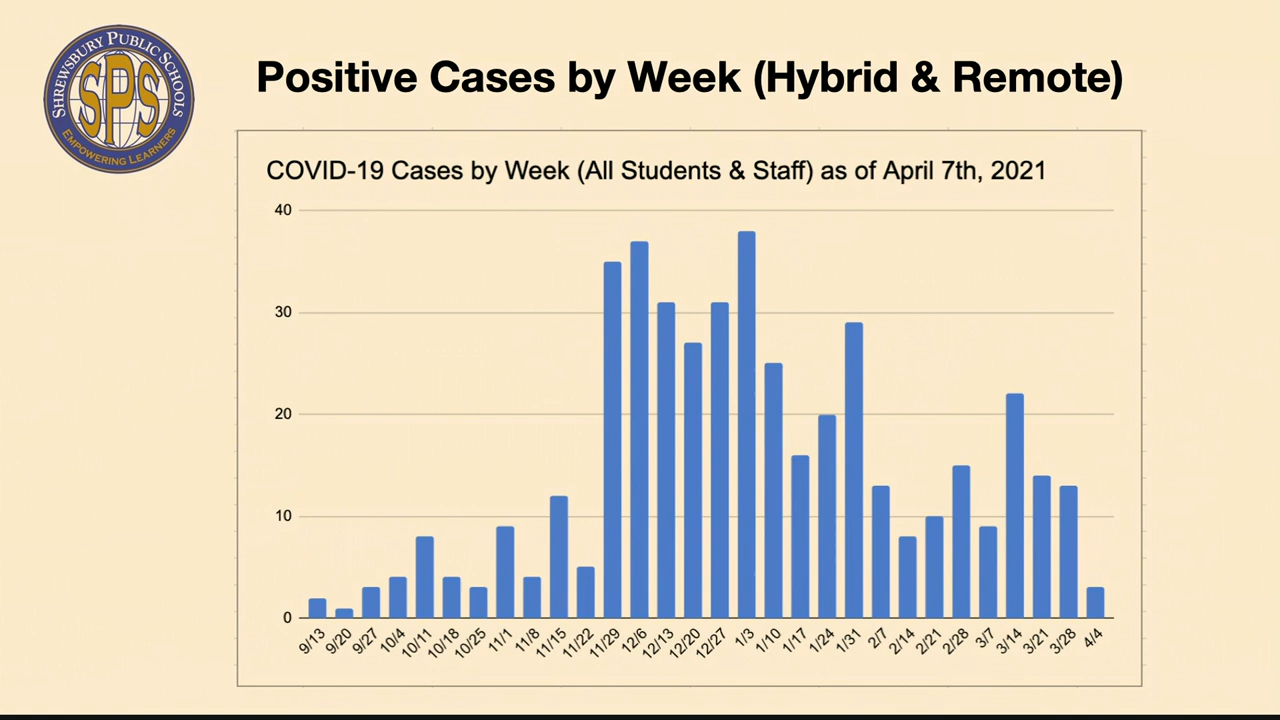 SHREWSBURY PUBLIC SCHOOLS
SPS
EMPOWERING LEARNERS
Positive Cases by Week (Hybrid & Remote)
COVID-19 Cases by Week (All Students & Staff) as of April 7th, 2021
40
30
20
10
0
9/13 9/20 9/27 10/4 10/11 10/18 10/25 11/1 11/8 11/15 11/22 11/29 12/6 12/13 12/20 12/27 1/3 1/10 1/17 1/24 1/31 2/7 2/14 2/21 2/28 3/7 3/14 3/21 3/28 4/4